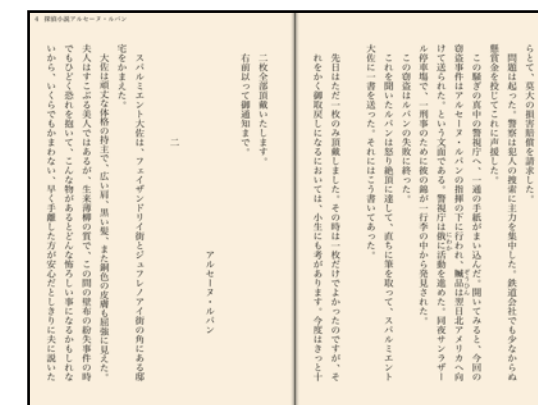 4 探偵小説アルセーヌ・ルパン
らとて、莫大の損害賠償を請求した。
問題は起った。警察は犯人の捜索に主力を集中した。鉄道会社でも少なからぬ
懸賞金を投じてこれに声援した。
この騒ぎの真中の警視庁へ、一通の手紙がまい込んだ。開いてみると、今回の
窃盗事件はアルセーヌ・ルパンの指揮の下に行われ、贓品は翌日北アメリカへ向
けて送られた。という文面である。警視庁は俄に活動を進めた。同夜サンラザー
ル停車場で、一刑事のために彼の錦が一行李の中から発見された。
この窃盗はルパンの失敗に終った。
これを聞いたルパンは怒り絶頂に達して、直ちに筆を取って、スパルミエント
大佐に一書を送った。それにはこう書いてあった。
先日はただ一枚のみ頂戴しました。その時は一枚だけでよかったのですが、そ
れをかく御取戻しになるにおいては、小生にも考があります。今度はきっと十
二枚全部頂戴いたします。
右前以って御通知まで。
アルセーヌ・ルパン
二
スパルミエント大佐は、フェイザンドリイ街とジュフレノアイ街の角にある邸
宅をかまえた。
大佐は頑丈な体格の持主で、広い肩、黒い髪、また銅色の皮膚も屈強に見えた。
夫人はすこぶる美人ではあるが、生来薄柳の質で、この間の壁布の紛失事件の時
でもひどく恐れを抱いて、こんな物があるとどんな怖ろしい事になるかもしれな
いから、いくらでもかまわない、早く手離した方が安心だとしきりに夫に説いた